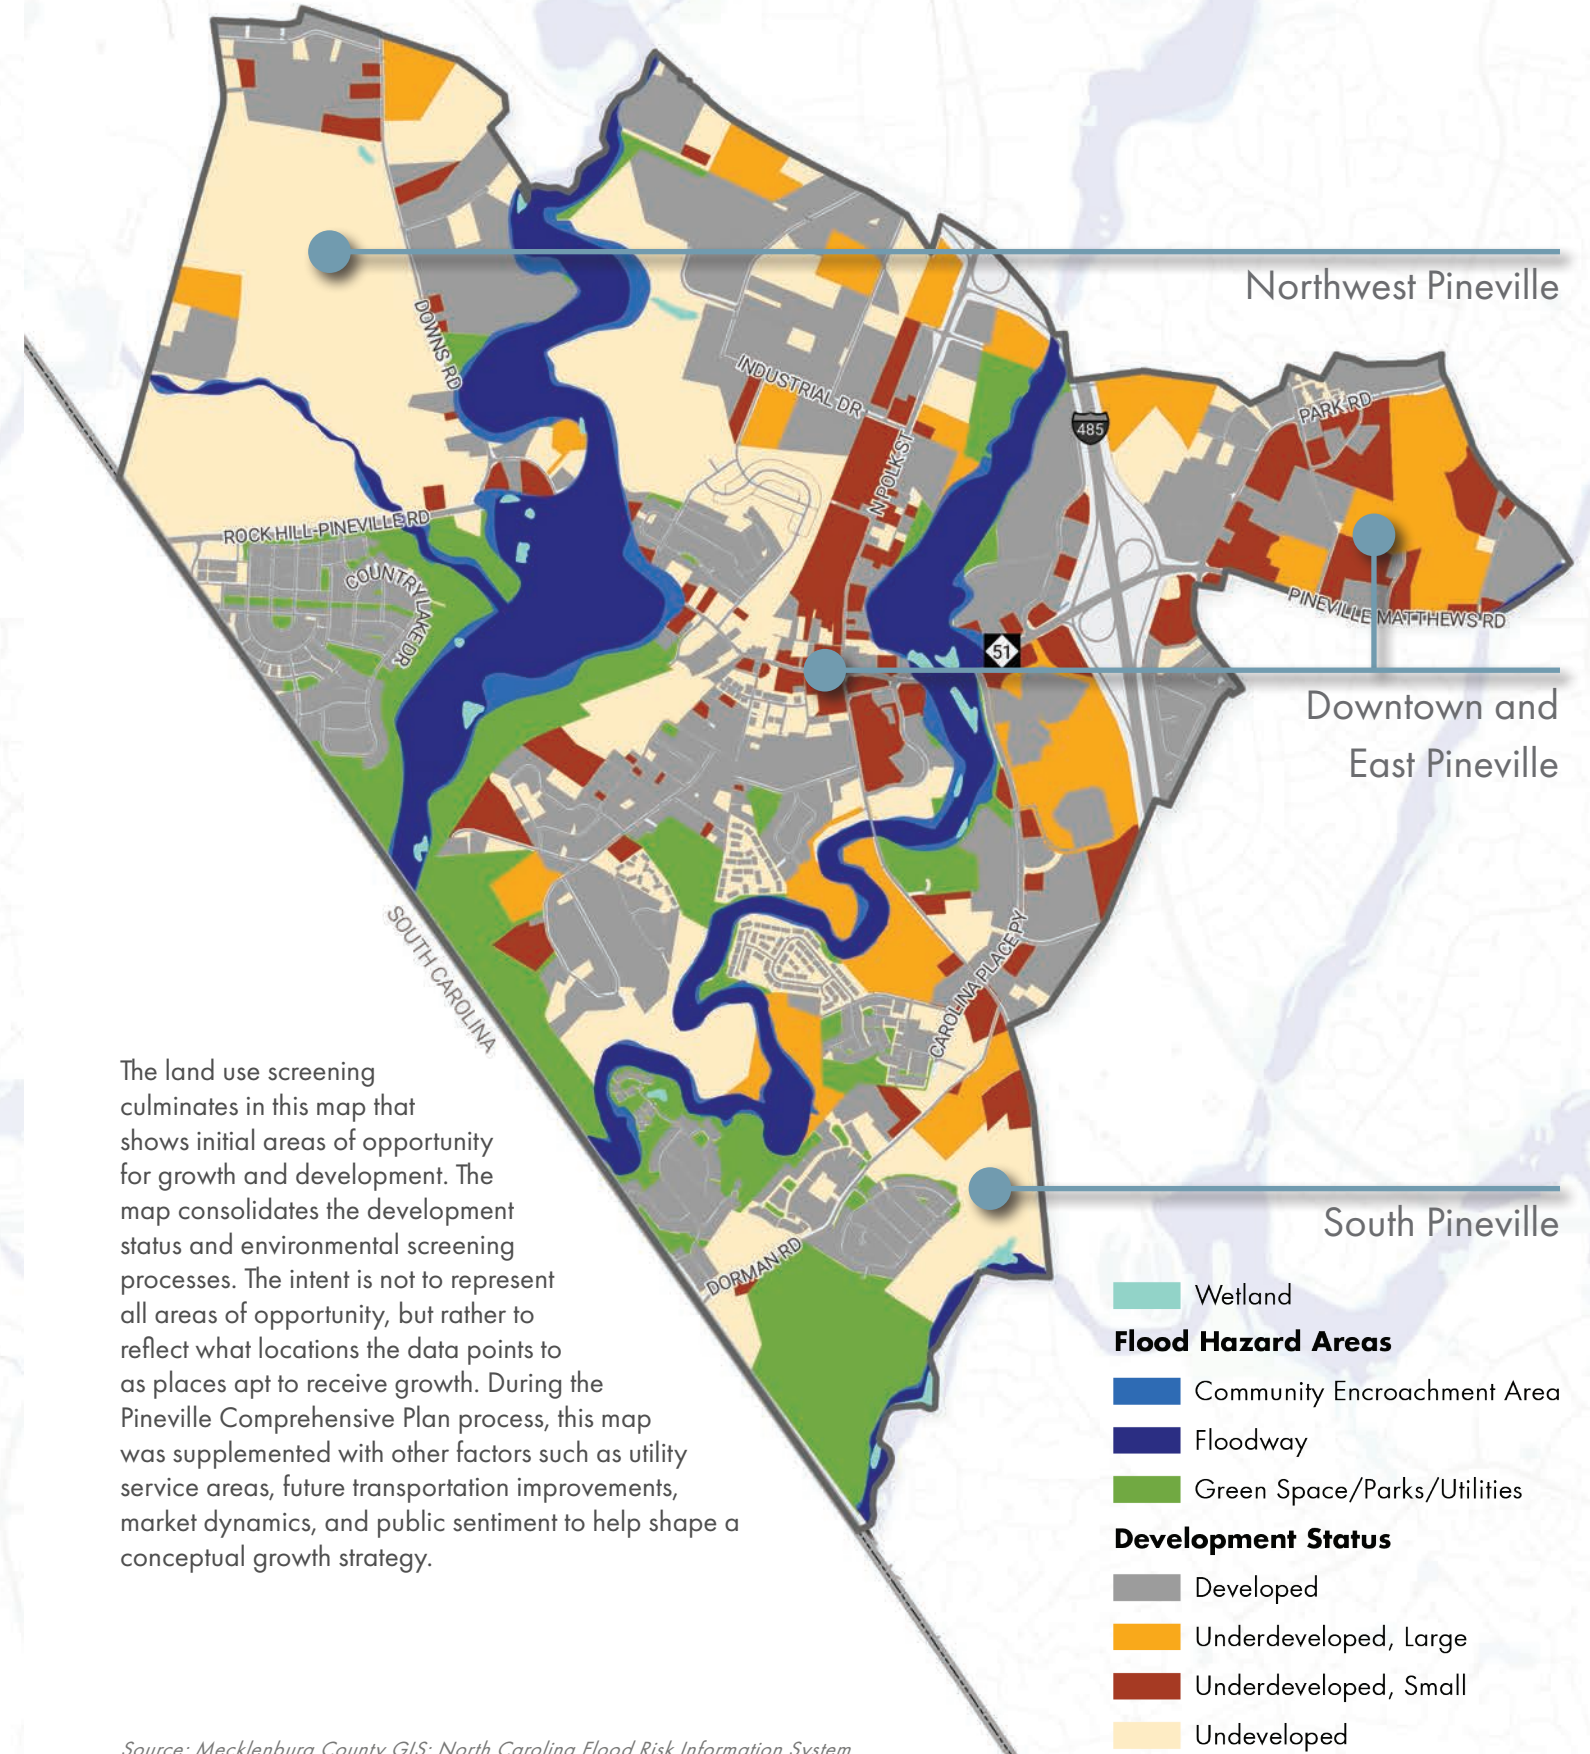 Northwest Pineville
DOWNS RD
INDUSTRIAL DR
N POLK ST
485
PARK RD
ROCK HILL-PINEVILLE RD
COUNTRY LAKE DR
PINEVILLE MATTHEWS RD
51
Downtown and
East Pineville
SOUTH CAROLINA
CAROLINA PLACE PY
The land use screening
culminates in this map that
shows initial areas of opportunity
for growth and development. The
map consolidates the development
status and environmental screening
processes. The intent is not to represent
all areas of opportunity, but rather to
reflect what locations the data points to
as places apt to receive growth. During the
Pineville Comprehensive Plan process, this map
was supplemented with other factors such as utility
service areas, future transportation improvements,
market dynamics, and public sentiment to help shape a
conceptual growth strategy.
South Pineville
DORMAN RD
Wetland
Flood Hazard Areas
Community Encroachment Area
Floodway
Green Space/Parks/Utilities
Development Status
Developed
Underdeveloped, Large
Underdeveloped, Small
Undeveloped
Source: Mecklenburg County GIS; North Carolina Flood Risk Information System